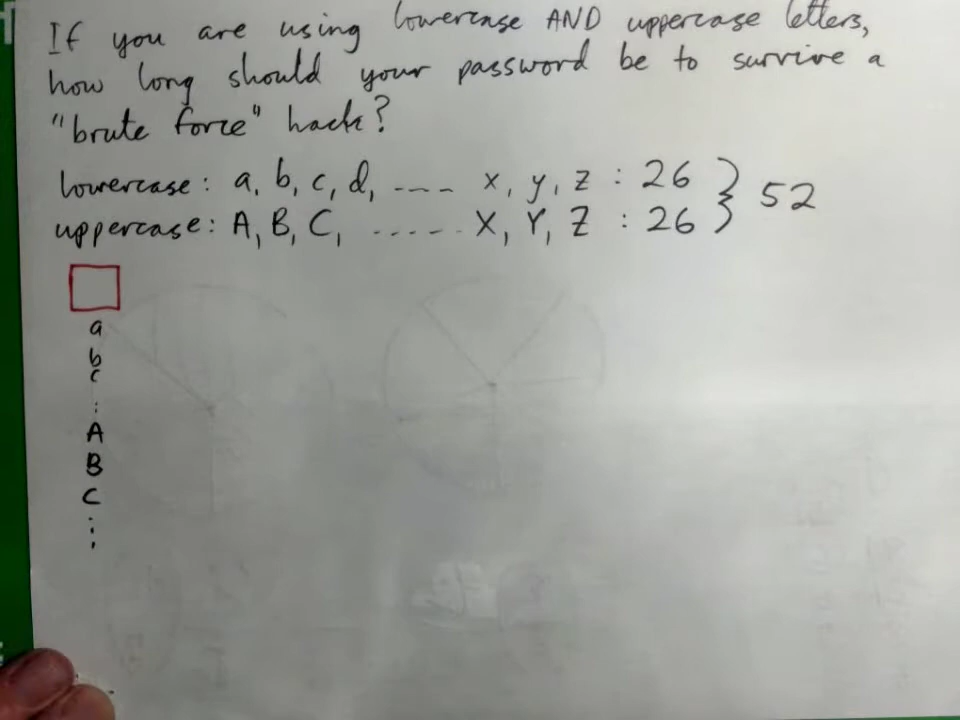 If you are using lowercase AND uppercase letters,
how long should your password be to survive a
"brute force" hack?
lowercase: a, b, c, d, ---- x, y, z : 26 } 52
uppercase: A, B, C, ...... X, Y, Z : 26
a
b
c
:
A
B
C
: